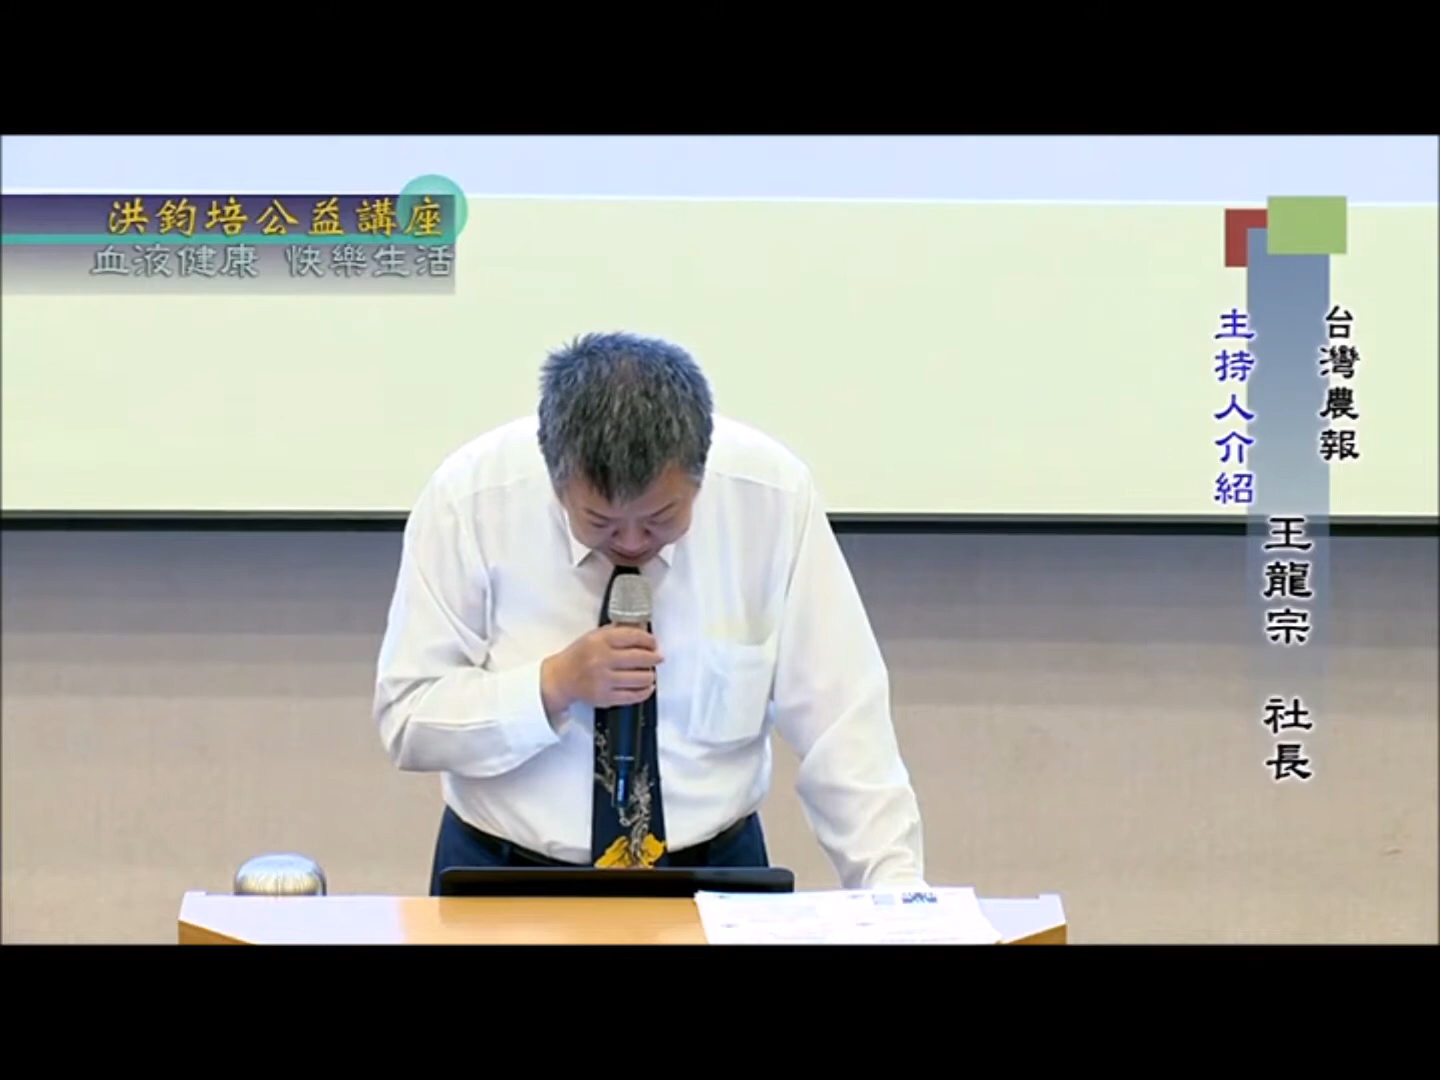 洪鈞培公益講座
血液健康 快樂生活
台灣農報
主持人介紹
王龍宗 社長